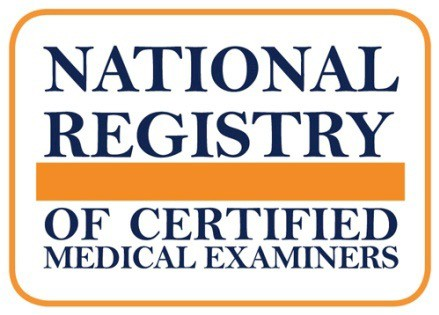 NATIONAL
REGISTRY
OF CERTIFIED
MEDICAL EXAMINERS